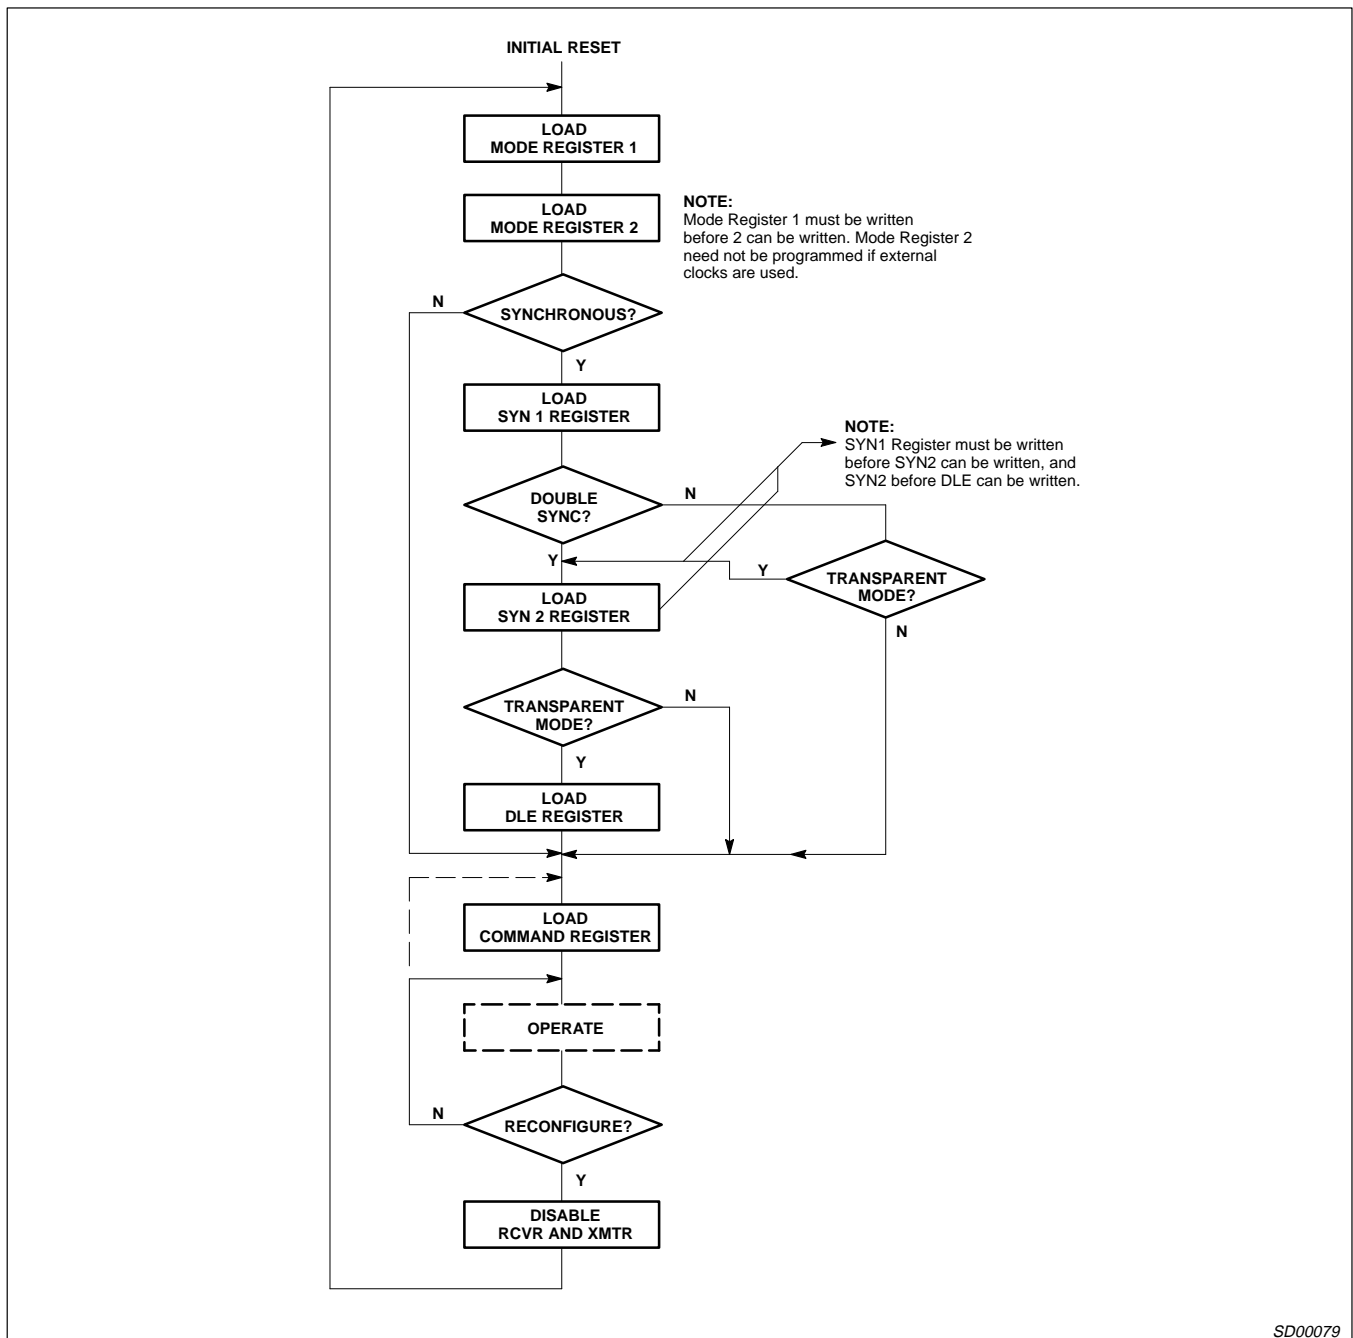 INITIAL RESET
LOAD
MODE REGISTER 1
LOAD
MODE REGISTER 2
NOTE:
Mode Register 1 must be written
before 2 can be written. Mode Register 2
need not be programmed if external
clocks are used.
N
SYNCHRONOUS?
Y
LOAD
SYN 1 REGISTER
NOTE:
SYN1 Register must be written
before SYN2 can be written, and
SYN2 before DLE can be written.
DOUBLE
SYNC?
N
Y
Y
TRANSPARENT
MODE?
LOAD
SYN 2 REGISTER
N
TRANSPARENT
MODE?
N
Y
LOAD
DLE REGISTER
LOAD
COMMAND REGISTER
OPERATE
N
RECONFIGURE?
Y
DISABLE
RCVR AND XMTR
SD00079